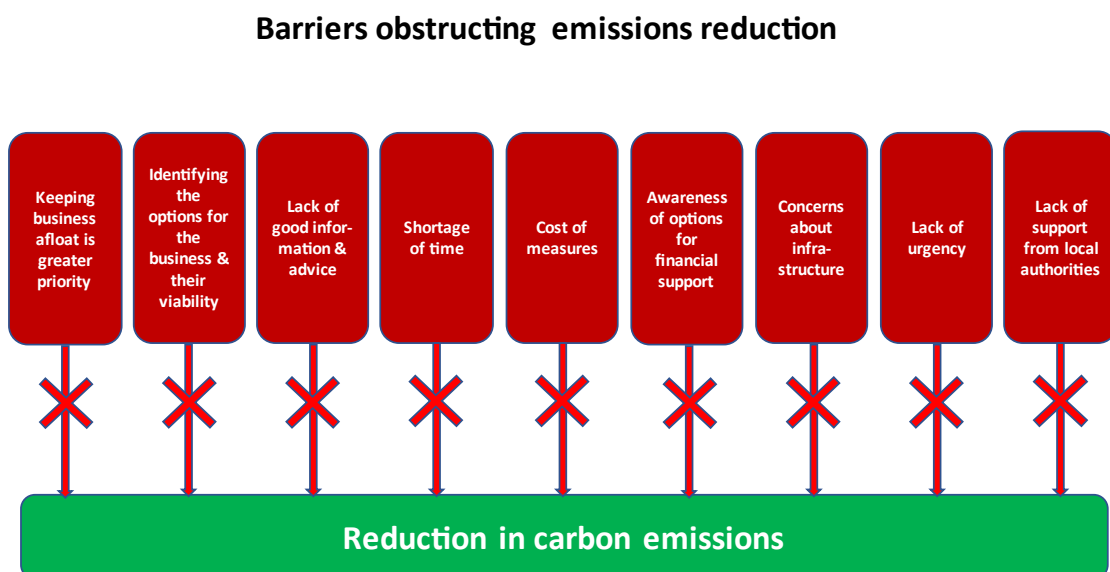 Barriers obstructing emissions reduction
Keeping
business
afloat is
greater
priority
Identifying
the
options for
the
business &
their
viability
Lack of
good infor-
mation &
advice
Shortage
of time
Cost of
measures
Awareness
of options
for
financial
support
Concerns
about
infra-
structure
Lack of
urgency
Lack of
support
from local
authorities
Reduction in carbon emissions